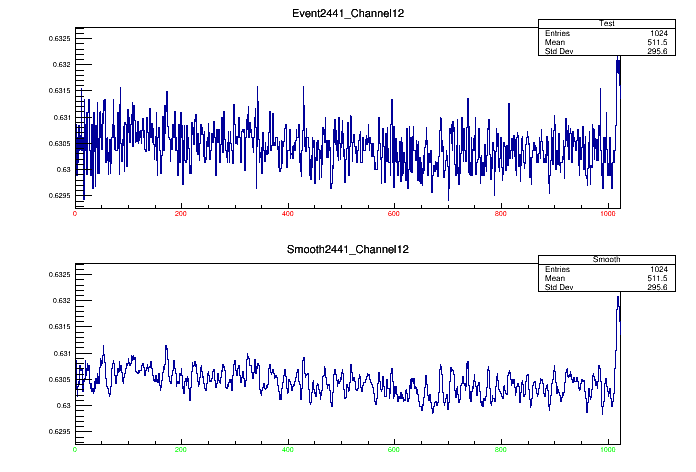 Event2441_Channel12
Test
Entries 1024
Mean 511.5
Std Dev 295.6
0.6325
0.632
0.6315
0.631
0.6305
0.63
0.6295
0 200 400 600 800 1000
Smooth2441_Channel12
Smooth
Entries 1024
Mean 511.5
Std Dev 295.6
0.6325
0.632
0.6315
0.631
0.6305
0.63
0.6295
0 200 400 600 800 1000